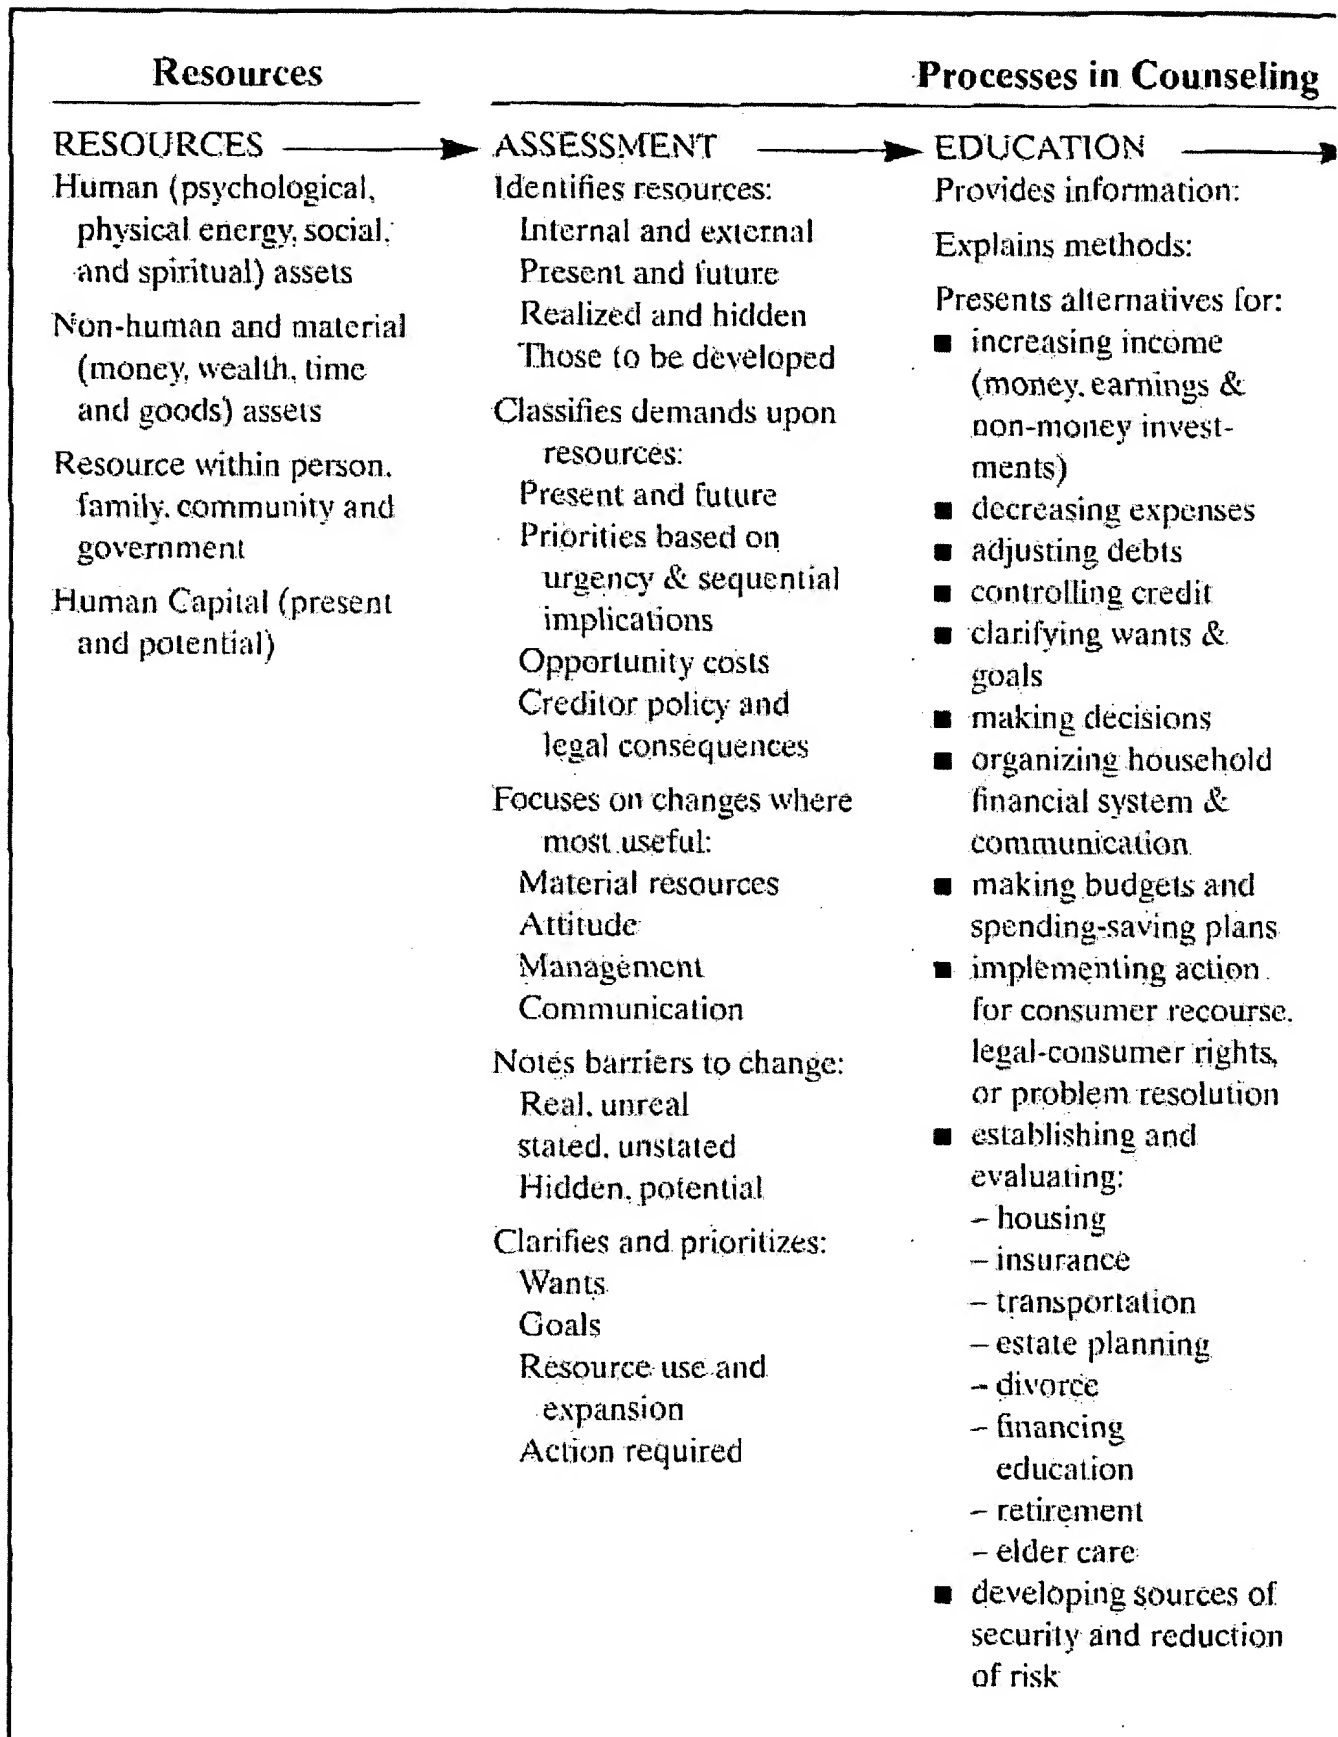 Resources
Processes in Counseling
RESOURCES
Human (psychological,
physical energy, social,
and spiritual) assets
Non-human and material
(money, wealth, time
and goods) assets
Resource within person,
family, community and
government
Human Capital (present
and potential)
ASSESSMENT
Identifies resources:
Internal and external
Present and future
Realized and hidden
Those to be developed
Classifies demands upon
resources:
Present and future
Priorities based on
urgency & sequential
implications
Opportunity costs
Creditor policy and
legal consequences
Focuses on changes where
most useful:
Material resources
Attitude
Management
Communication
Notes barriers to change:
Real, unreal
stated, unstated
Hidden, potential
Clarifies and prioritizes:
Wants
Goals
Resource use and
expansion
Action required
EDUCATION
Provides information:
Explains methods:
Presents alternatives for:
■ increasing income
(money, earnings &
non-money invest-
ments)
■ decreasing expenses
■ adjusting debts
■ controlling credit
■ clarifying wants &
goals
■ making decisions
■ organizing household
financial system &
communication
■ making budgets and
spending-saving plans
■ implementing action
for consumer recourse,
legal-consumer rights,
or problem resolution
■ establishing and
evaluating:
– housing
– insurance
– transportation
– estate planning
– divorce
– financing
education
– retirement
– elder care
■ developing sources of
security and reduction
of risk